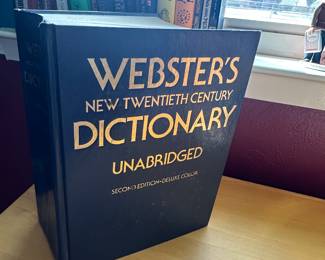 WEBSTER'S
NEW TWENTIETH CENTURY
DICTIONARY
UNABRIDGED
SECOND EDITION•DELUXE COLOR